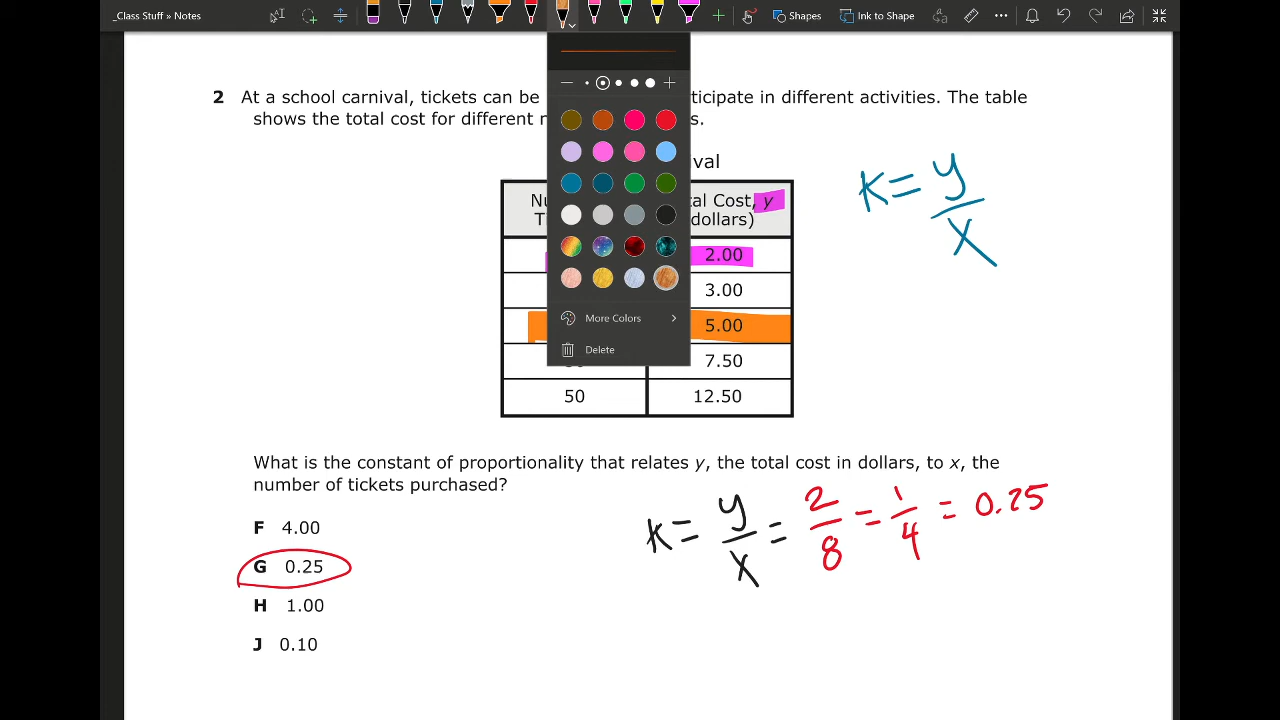 _Class Stuff » Notes
Shapes
Ink to Shape
2 At a school carnival, tickets can be ticipate in different activities. The table
shows the total cost for different s.
val
Total Cost, y
dollars)
2.00
3.00
5.00
7.50
50 12.50
More Colors
Delete
k = y/x
What is the constant of proportionality that relates y, the total cost in dollars, to x, the
number of tickets purchased?
k = y/x = 2/8 = 1/4 = 0.25
F 4.00
G 0.25
H 1.00
J 0.10